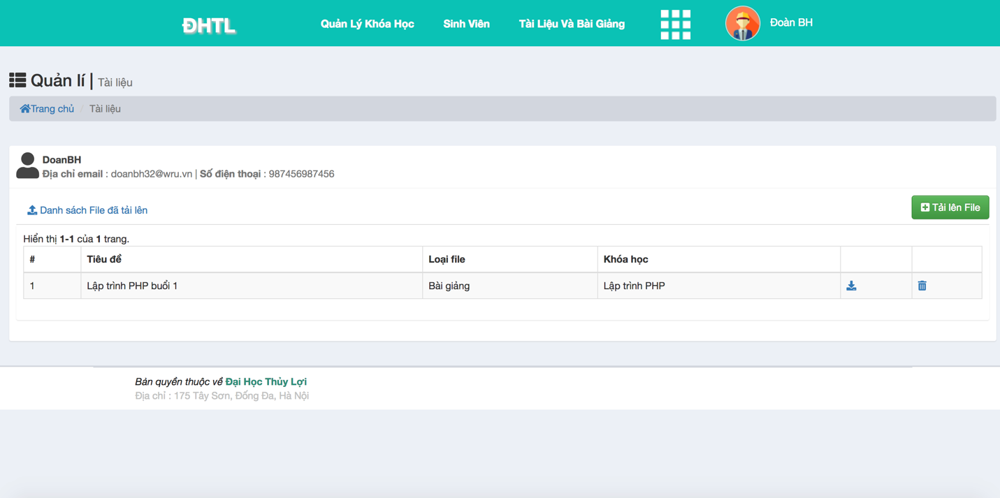 ĐHTL Quản Lý Khóa Học Sinh Viên Tài Liệu Và Bài Giảng Đoàn BH
Quản lí | Tài liệu
Trang chủ / Tài liệu
DoanBH
Địa chỉ email : doanbh32@wru.vn | Số điện thoại : 987456987456
Danh sách File đã tải lên Tải lên File
Hiển thị 1-1 của 1 trang.
# Tiêu đề Loại file Khóa học
1 Lập trình PHP buổi 1 Bài giảng Lập trình PHP
Bản quyền thuộc về Đại Học Thủy Lợi
Địa chỉ : 175 Tây Sơn, Đống Đa, Hà Nội